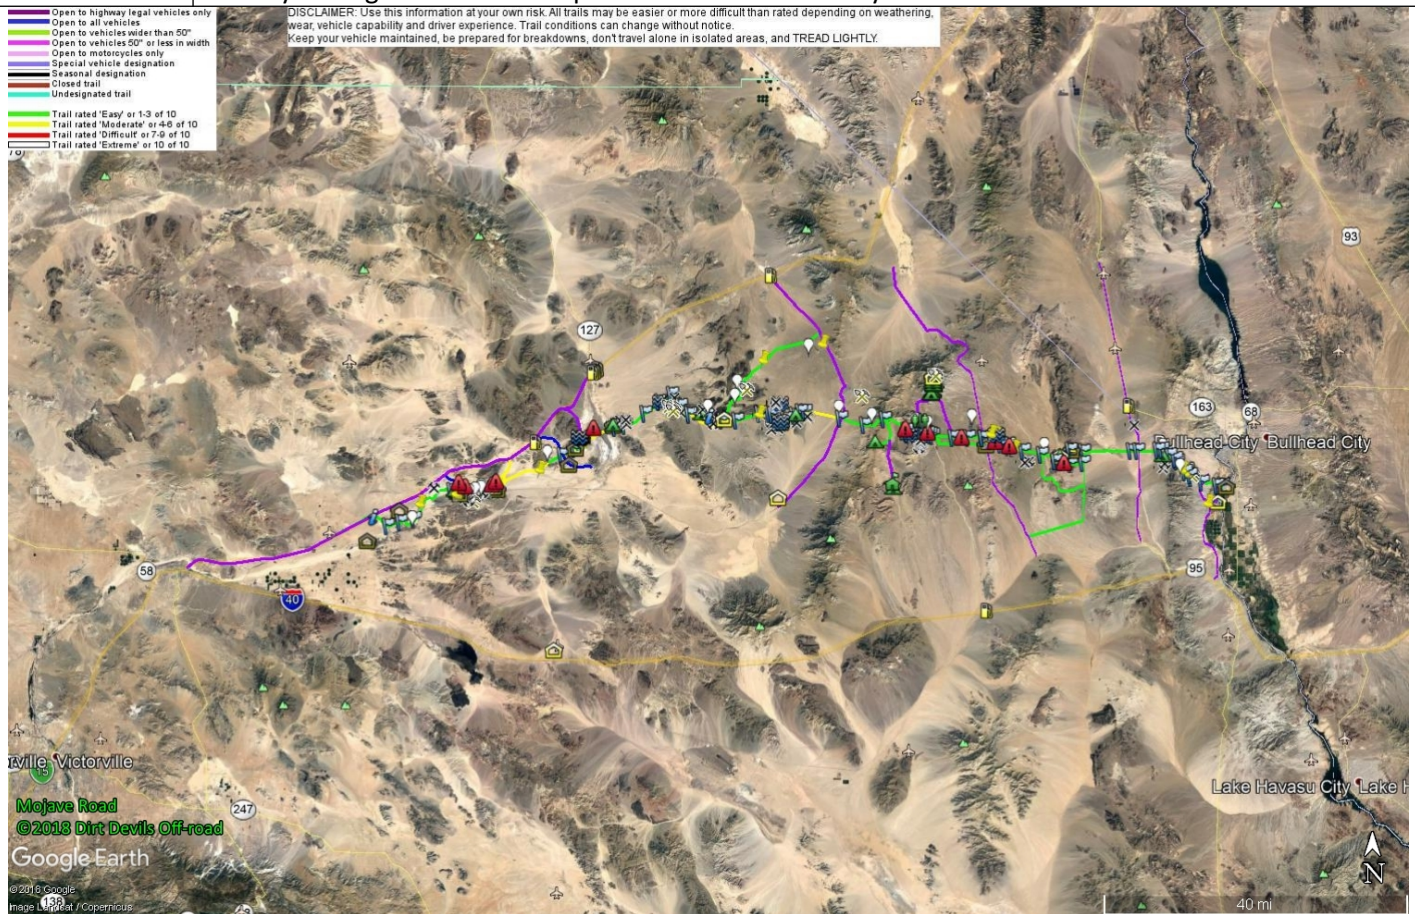 Open to highway legal vehicles only
Open to all vehicles
Open to vehicles wider than 50"
Open to vehicles 50" or less in width
Open to motorcycles only
Special vehicle designation
Seasonal designation
Closed trail
Undesignated trail
Trail rated 'Easy' or 1-3 of 10
Trail rated 'Moderate' or 4-6 of 10
Trail rated 'Difficult' or 7-9 of 10
Trail rated 'Extreme' or 10 of 10
DISCLAIMER: Use this information at your own risk. All trails may be easier or more difficult than rated depending on weathering,
wear, vehicle capability and driver experience. Trail conditions can change without notice.
Keep your vehicle maintained, be prepared for breakdowns, don't travel alone in isolated areas, and TREAD LIGHTLY.
93
127
163
68
Bullhead City Bullhead City
58
40
95
Victorville
15
Lake Havasu City Lake H
247
Mojave Road
©2018 Dirt Devils Off-road
Google Earth
©2018 Google
Image Landsat / Copernicus
138
N
40 mi